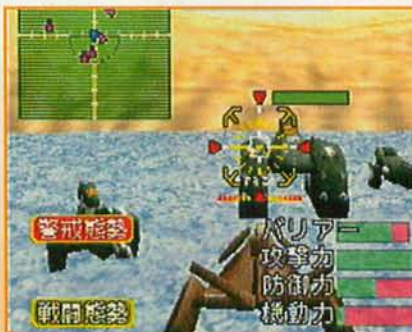 警戒態勢
バリアー
攻撃力
防御力
戦闘態勢
機動力